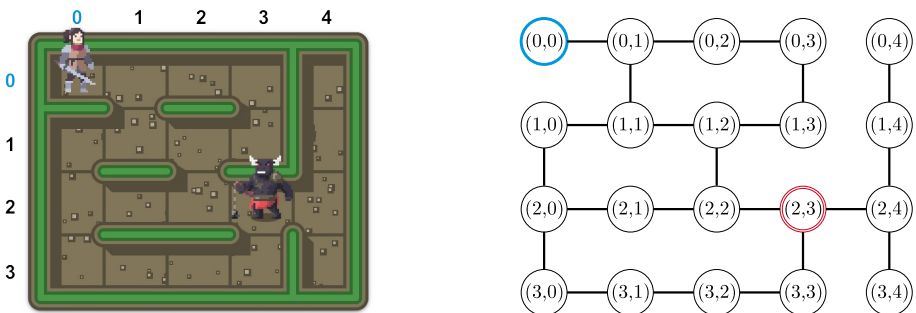 0 1 2 3 4
0
1
2
3
(0,0) (0,1) (0,2) (0,3) (0,4)
(1,0) (1,1) (1,2) (1,3) (1,4)
(2,0) (2,1) (2,2) (2,3) (2,4)
(3,0) (3,1) (3,2) (3,3) (3,4)